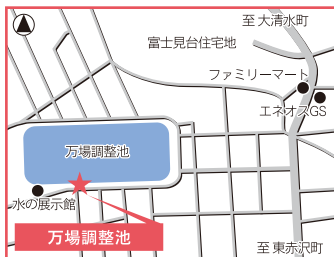 至 大清水町
富士見台住宅地
ファミリーマート
エネオスGS
万場調整池
水の展示館
万場調整池
至 東赤沢町